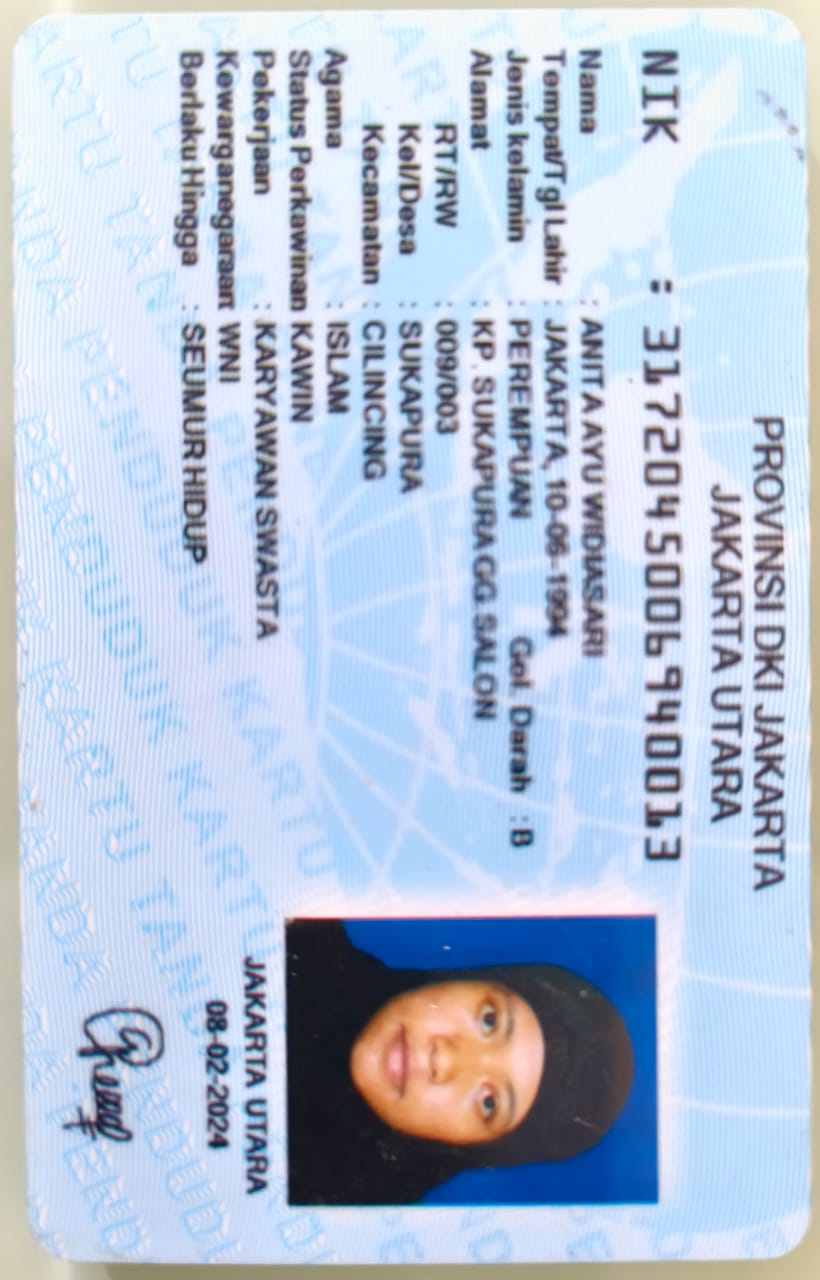 PROVINSI DKI JAKARTA
JAKARTA UTARA
NIK : 3172045006940013
Nama : ANITA AYU WIDIASARI
Tempat/Tgl Lahir : JAKARTA, 10-06-1994
Jenis kelamin : PEREMPUAN Gol. Darah : B
Alamat : KP. SUKAPURA GG. SALON
RT/RW : 009/003
Kel/Desa : SUKAPURA
Kecamatan : CILINCING
Agama : ISLAM
Status Perkawinan KAWIN
Pekerjaan : KARYAWAN SWASTA
Kewarganegaraan WNI
Berlaku Hingga : SEUMUR HIDUP
JAKARTA UTARA
08-02-2024